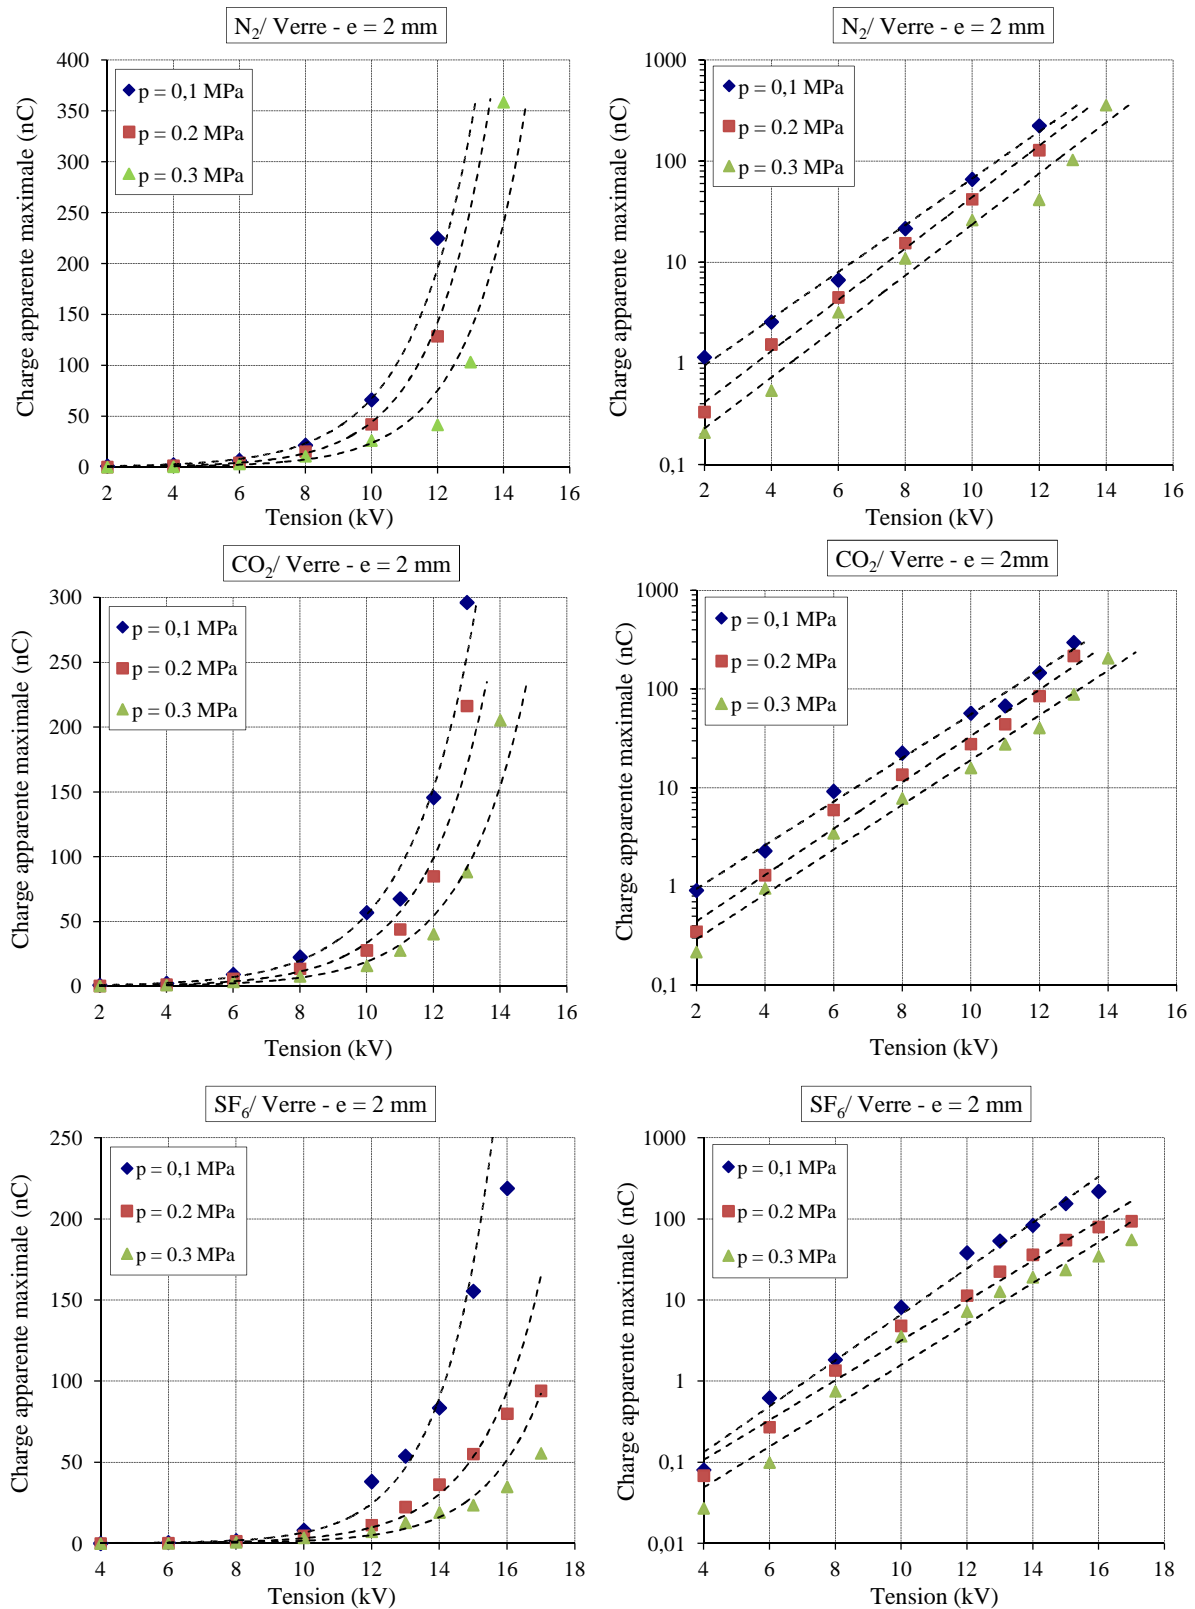 N₂/ Verre - e = 2 mm
Charge apparente maximale (nC)
400
350
300
250
200
150
100
50
0
p = 0,1 MPa
p = 0.2 MPa
p = 0.3 MPa
2 4 6 8 10 12 14 16
Tension (kV)
N₂/ Verre - e = 2 mm
Charge apparente maximale (nC)
1000
100
10
1
0,1
p = 0,1 MPa
p = 0.2 MPa
p = 0.3 MPa
2 4 6 8 10 12 14 16
Tension (kV)
CO₂/ Verre - e = 2 mm
Charge apparente maximale (nC)
300
250
200
150
100
50
0
p = 0,1 MPa
p = 0.2 MPa
p = 0.3 MPa
2 4 6 8 10 12 14 16
Tension (kV)
CO₂/ Verre - e = 2mm
Charge apparente maximale (nC)
1000
100
10
1
0,1
p = 0,1 MPa
p = 0.2 MPa
p = 0.3 MPa
2 4 6 8 10 12 14 16
Tension (kV)
SF₆/ Verre - e = 2 mm
Charge apparente maximale (nC)
250
200
150
100
50
0
p = 0,1 MPa
p = 0.2 MPa
p = 0.3 MPa
4 6 8 10 12 14 16 18
Tension (kV)
SF₆/ Verre - e = 2 mm
Charge apparente maximale (nC)
1000
100
10
1
0,1
0,01
p = 0,1 MPa
p = 0.2 MPa
p = 0.3 MPa
4 6 8 10 12 14 16 18
Tension (kV)